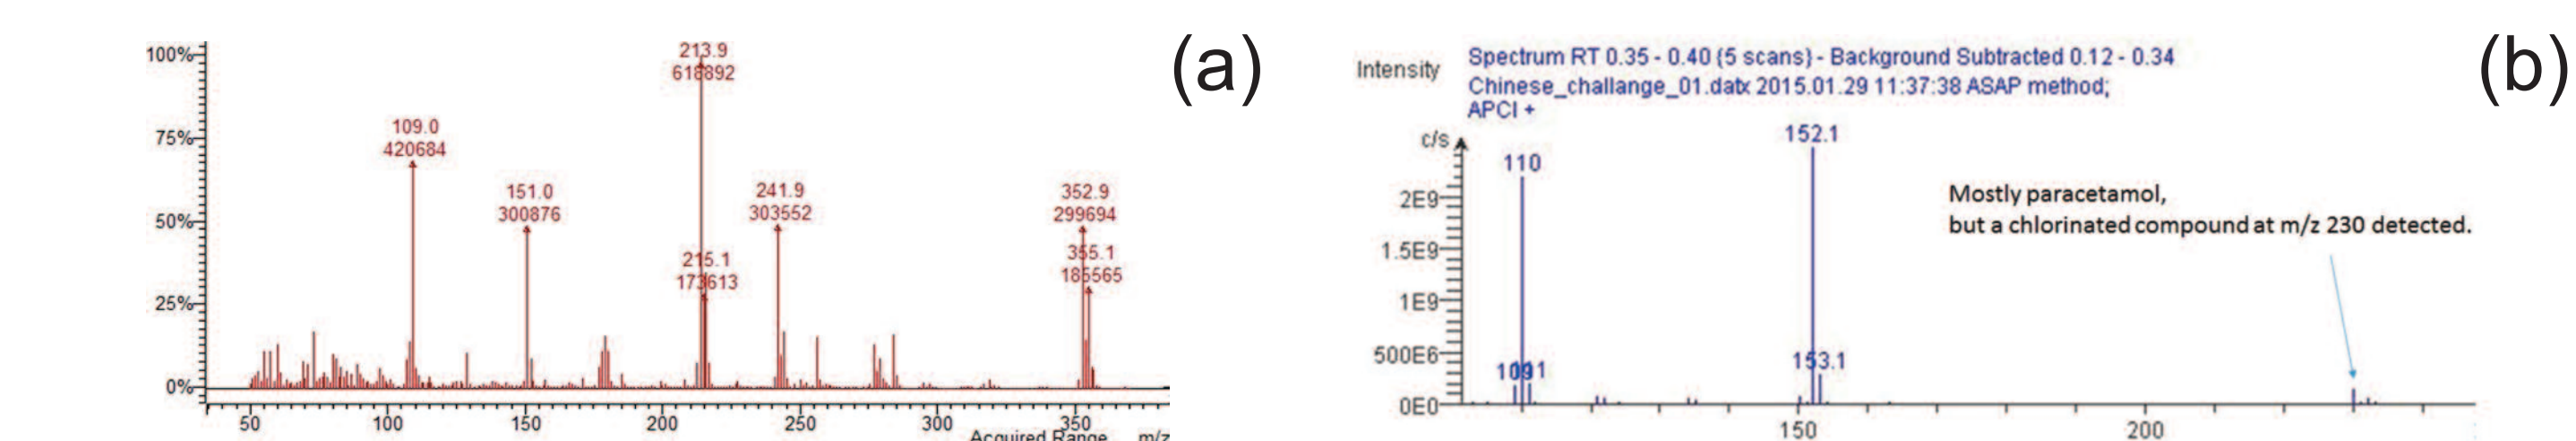 (a)
100%
75%
50%
25%
0%
213.9
618892
109.0
420684
151.0
300876
215.1
173613
241.9
303552
352.9
299694
355.1
185565
50 100 150 200 250 300 350
Acquired Range m/z
(b)
Intensity
Spectrum RT 0.35 - 0.40 {5 scans} - Background Subtracted 0.12 - 0.34
Chinese_challange_01.datx 2015.01.29 11:37:38 ASAP method;
APCI +
c/s
2E9
1.5E9
1E9
500E6
0E0
152.1
110
153.1
Mostly paracetamol,
but a chlorinated compound at m/z 230 detected.
150 200